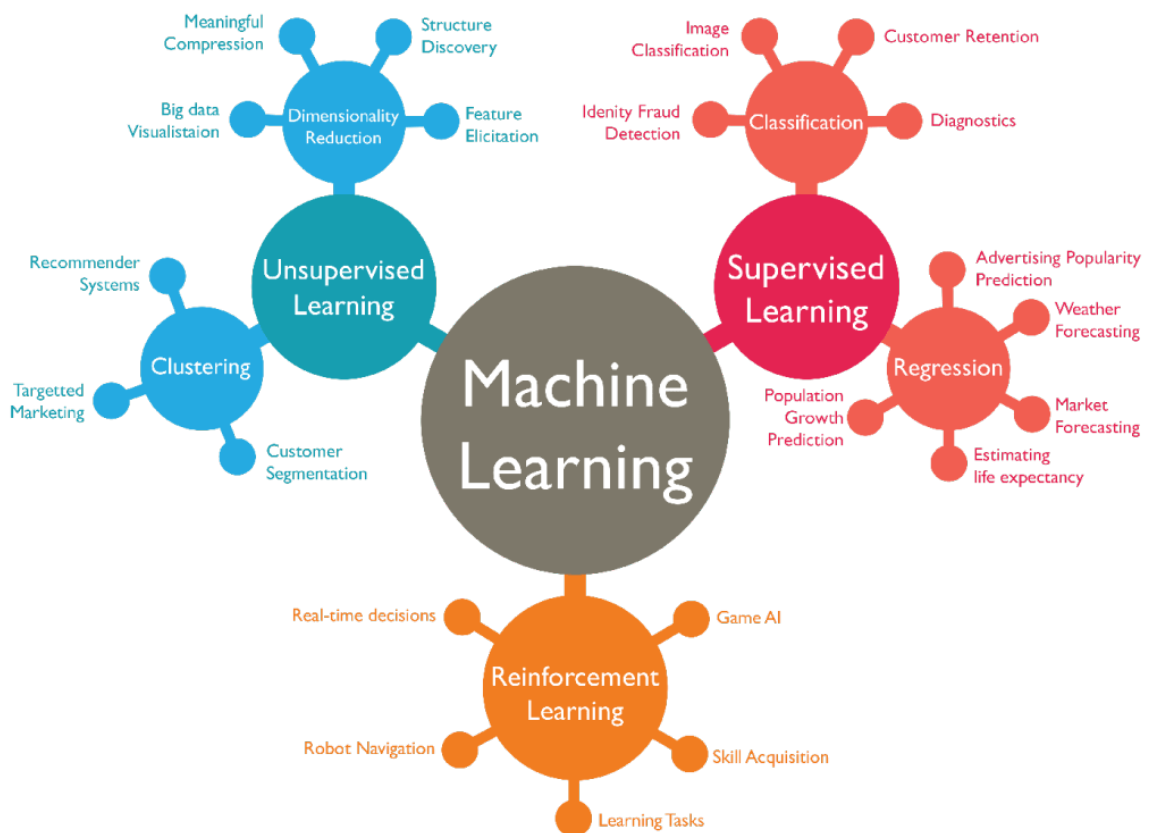 Meaningful
Compression
Structure
Discovery
Big data
Visualistaion
Dimensionality
Reduction
Feature
Elicitation
Image
Classification
Customer Retention
Idenity Fraud
Detection
Classification
Diagnostics
Unsupervised
Learning
Recommender
Systems
Clustering
Targetted
Marketing
Customer
Segmentation
Supervised
Learning
Advertising Popularity
Prediction
Weather
Forecasting
Regression
Population
Growth
Prediction
Market
Forecasting
Estimating
life expectancy
Machine
Learning
Real-time decisions
Game AI
Reinforcement
Learning
Robot Navigation
Skill Acquisition
Learning Tasks